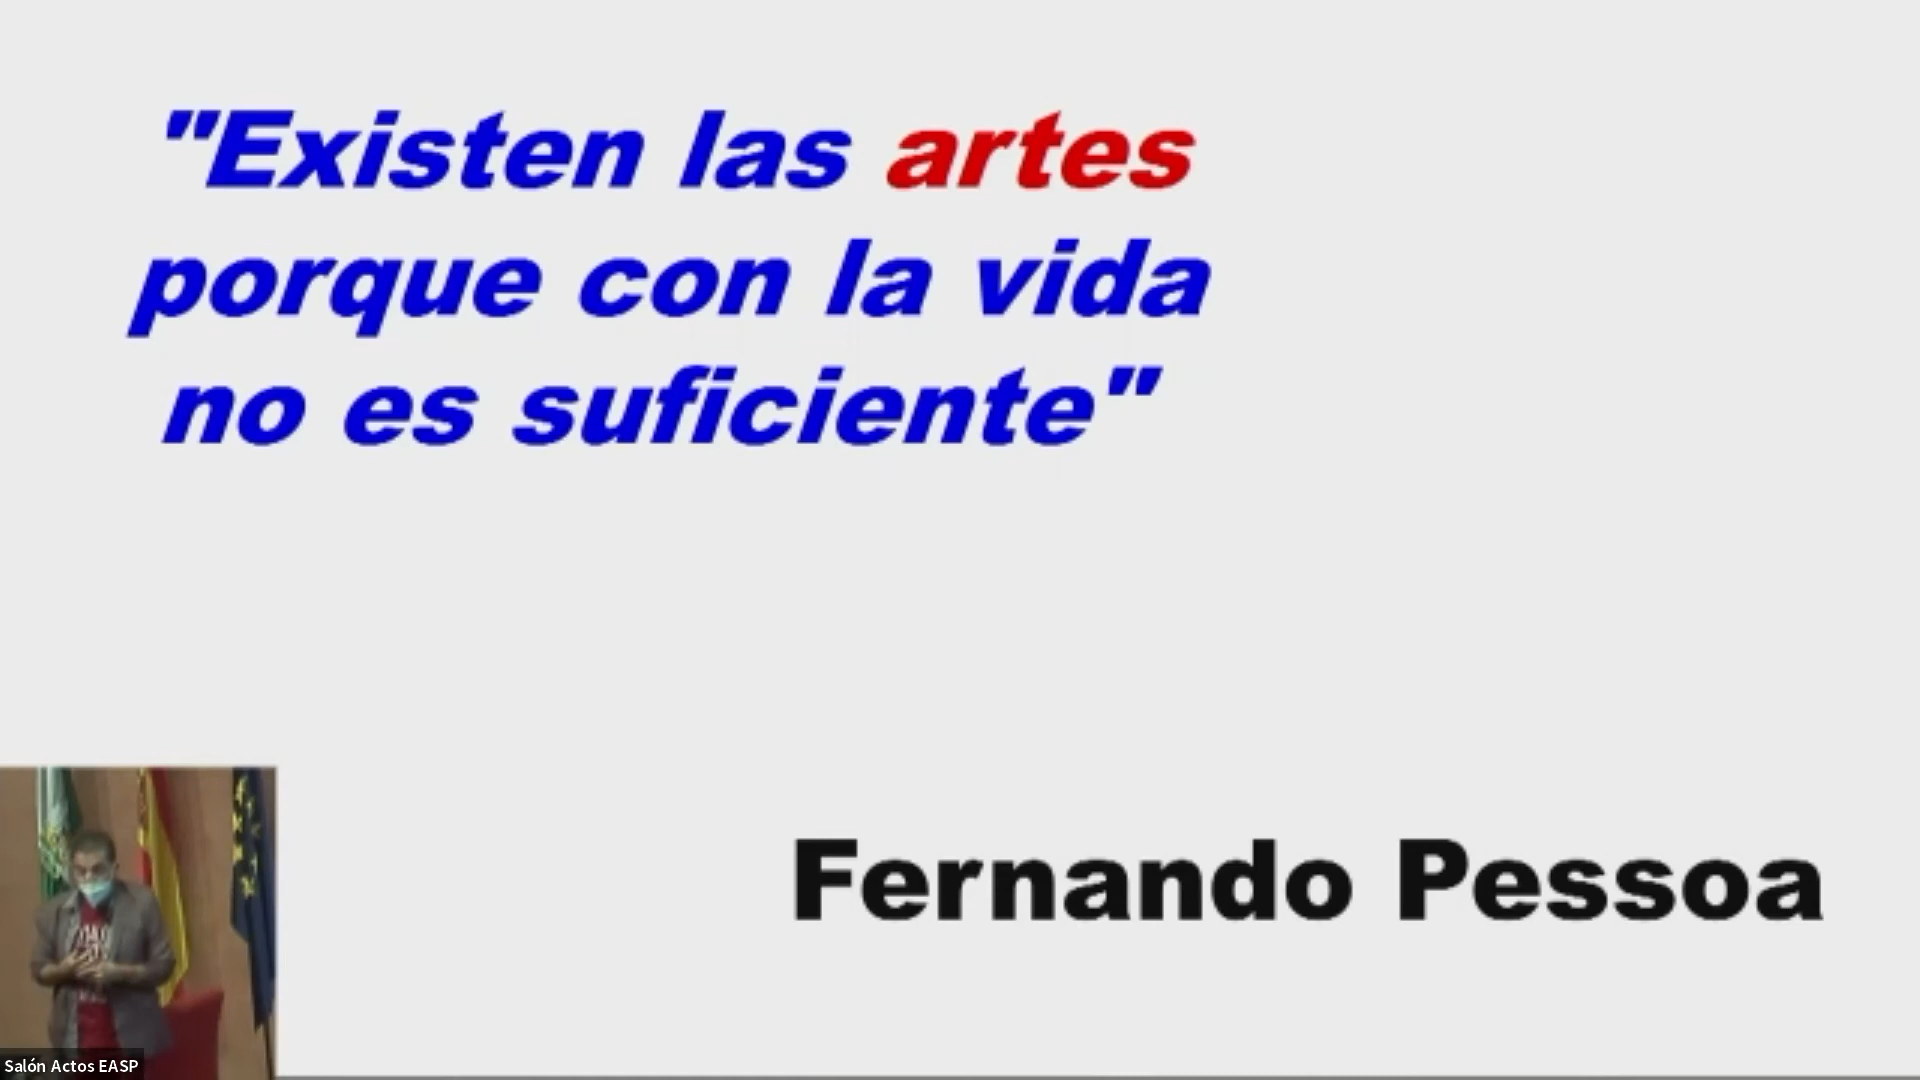 "Existen las artes
porque con la vida
no es suficiente"
Fernando Pessoa
Salón Actos EASP